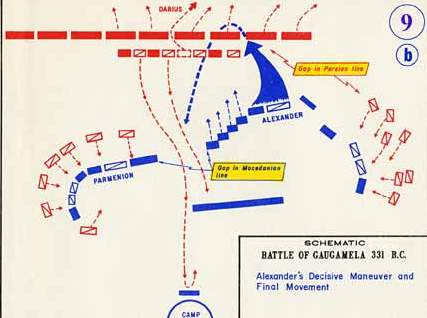 DARIUS
9
b
Gap in Persian line
ALEXANDER
PARMENION
Gap in Macedonian
line
SCHEMATIC
BATTLE OF GAUGAMELA 331 B.C.
Alexander's Decisive Maneuver and
Final Movement
CAMP